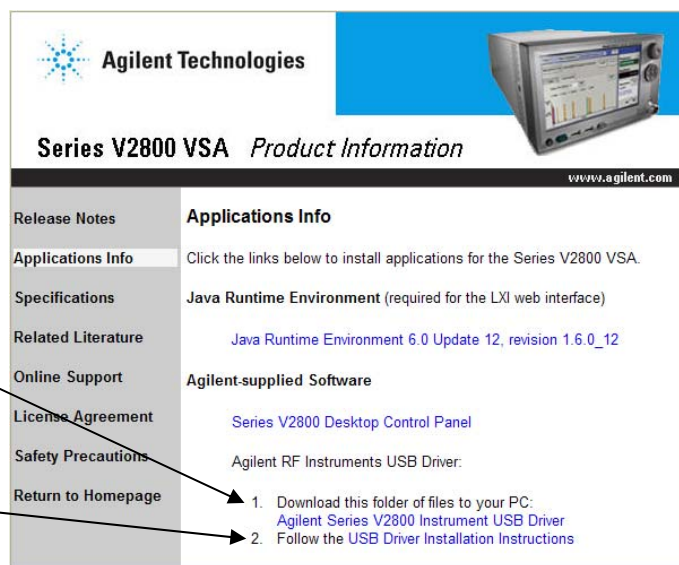 Agilent Technologies
Series V2800 VSA Product Information
www.agilent.com
Release Notes
Applications Info
Specifications
Related Literature
Online Support
License Agreement
Safety Precautions
Return to Homepage
Applications Info
Click the links below to install applications for the Series V2800 VSA.
Java Runtime Environment (required for the LXI web interface)
Java Runtime Environment 6.0 Update 12, revision 1.6.0_12
Agilent-supplied Software
Series V2800 Desktop Control Panel
Agilent RF Instruments USB Driver:
1. Download this folder of files to your PC:
Agilent Series V2800 Instrument USB Driver
2. Follow the USB Driver Installation Instructions